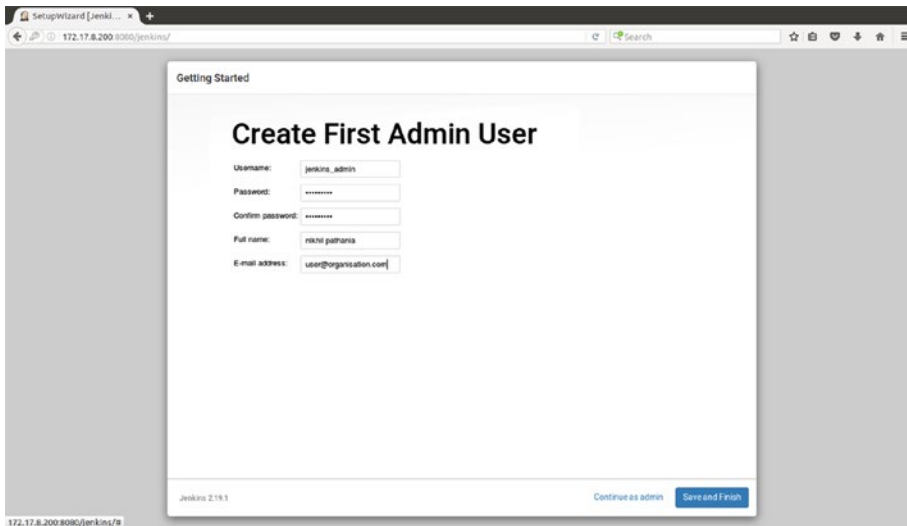 SetupWizard [Jenki...
172.17.8.200:8080/jenkins/
Search
Getting Started
Create First Admin User
Username: jenkins_admin
Password: •••••••••
Confirm password: •••••••••
Full name: nikhil pathania
E-mail address: user@organisation.com
Jenkins 2.19.1
Continue as admin
Save and Finish
172.17.8.200:8080/jenkins/#